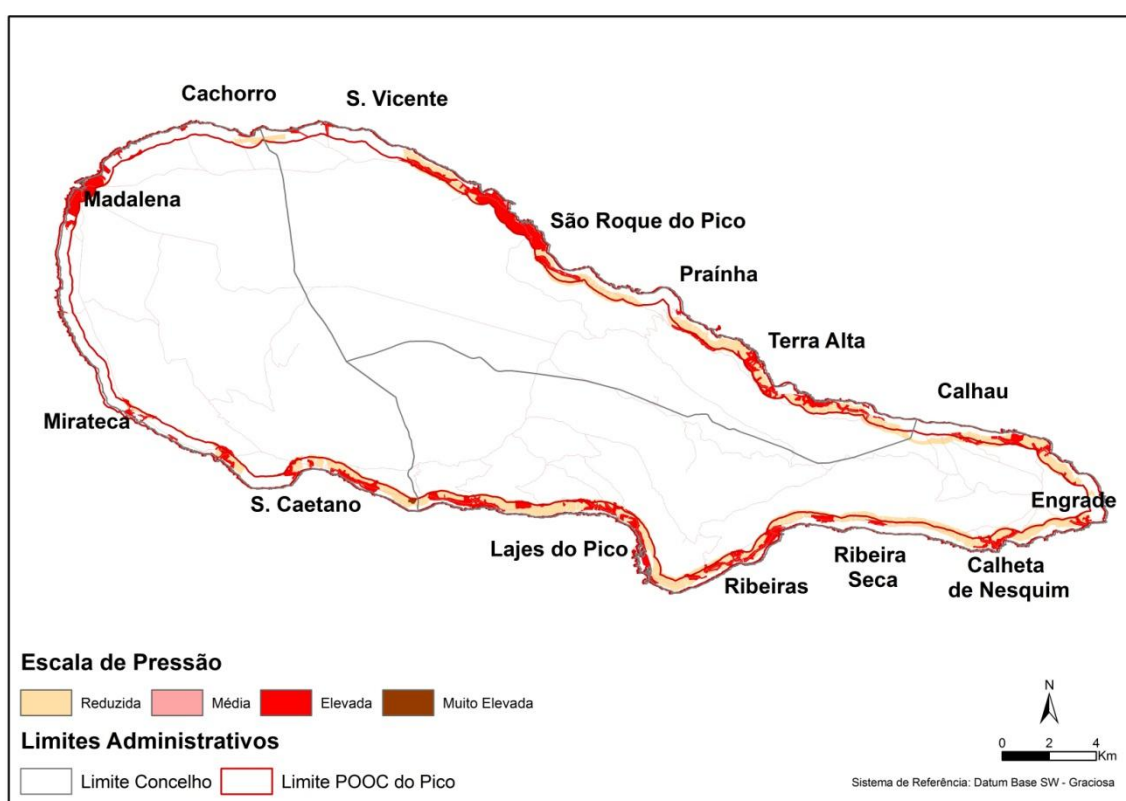 Cachorro
S. Vicente
Madalena
São Roque do Pico
Praínha
Terra Alta
Calhau
Mirateca
S. Caetano
Engrade
Lajes do Pico
Ribeiras
Ribeira
Seca
Calheta
de Nesquim
Escala de Pressão
Reduzida Média Elevada Muito Elevada
Limites Administrativos
Limite Concelho Limite POOC do Pico
N
0 2 4
Km
Sistema de Referência: Datum Base SW - Graciosa